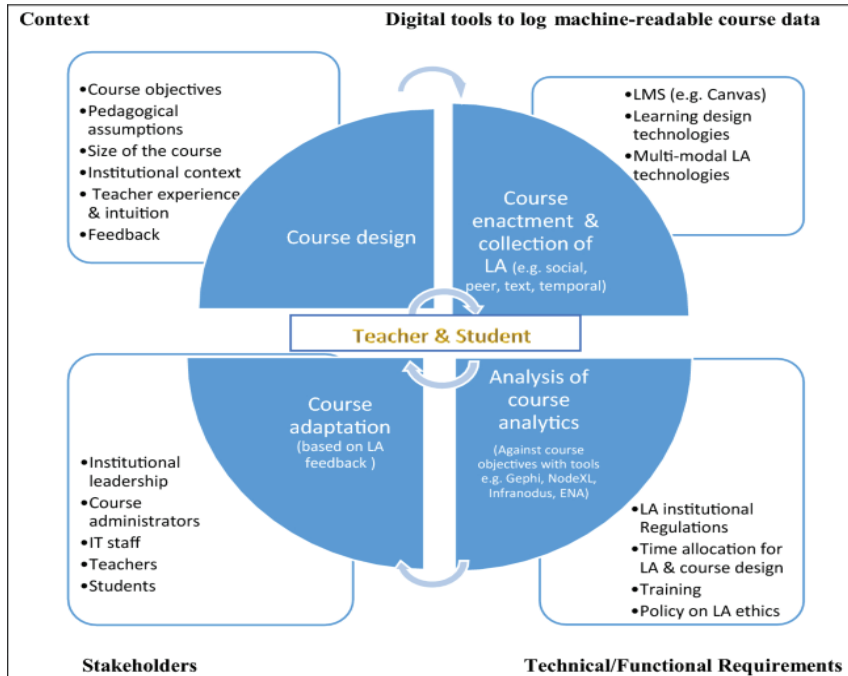 Context
Digital tools to log machine-readable course data
•Course objectives
•Pedagogical
assumptions
•Size of the course
•Institutional context
• Teacher experience
& intuition
•Feedback
•LMS (e.g. Canvas)
•Learning design
technologies
•Multi-modal LA
technologies
Course design
Course
enactment &
collection of
LA (e.g. social,
peer, text, temporal)
Teacher & Student
Course
adaptation
(based on LA
feedback )
Analysis of
course
analytics
(Against course
objectives with tools
e.g. Gephi, NodeXL,
Infranodus, ENA)
•Institutional
leadership
•Course
administrators
•IT staff
•Teachers
•Students
•LA institutional
Regulations
•Time allocation for
LA & course design
•Training
•Policy on LA ethics
Stakeholders
Technical/Functional Requirements